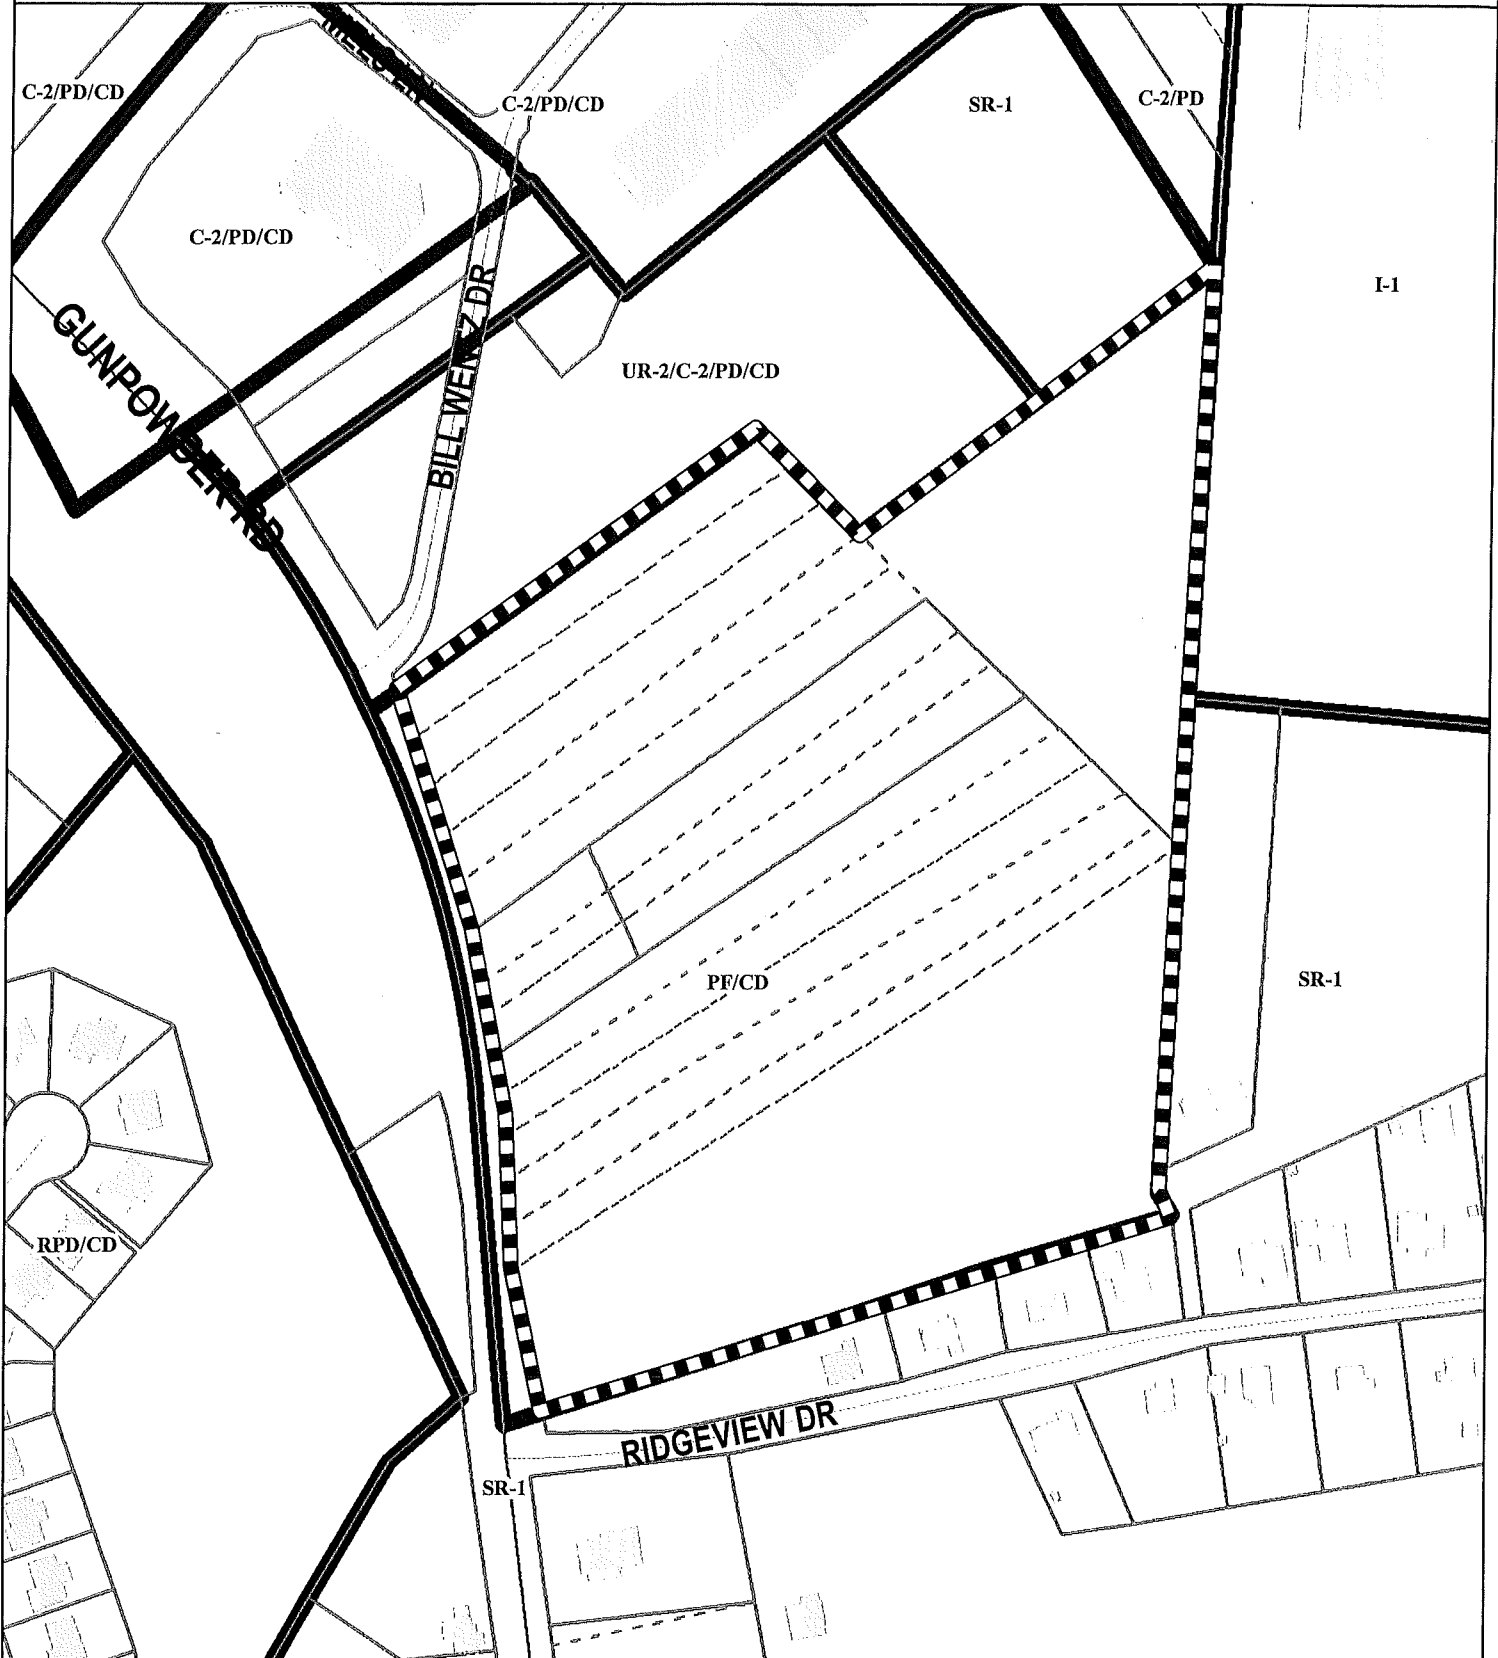 C-2/PD/CD
C-2/PD/CD
SR-1
C-2/PD
C-2/PD/CD
I-1
BILL WENZ DR
GUNPOWDER RD
UR-2/C-2/PD/CD
PF/CD
SR-1
RPD/CD
RIDGEVIEW DR
SR-1